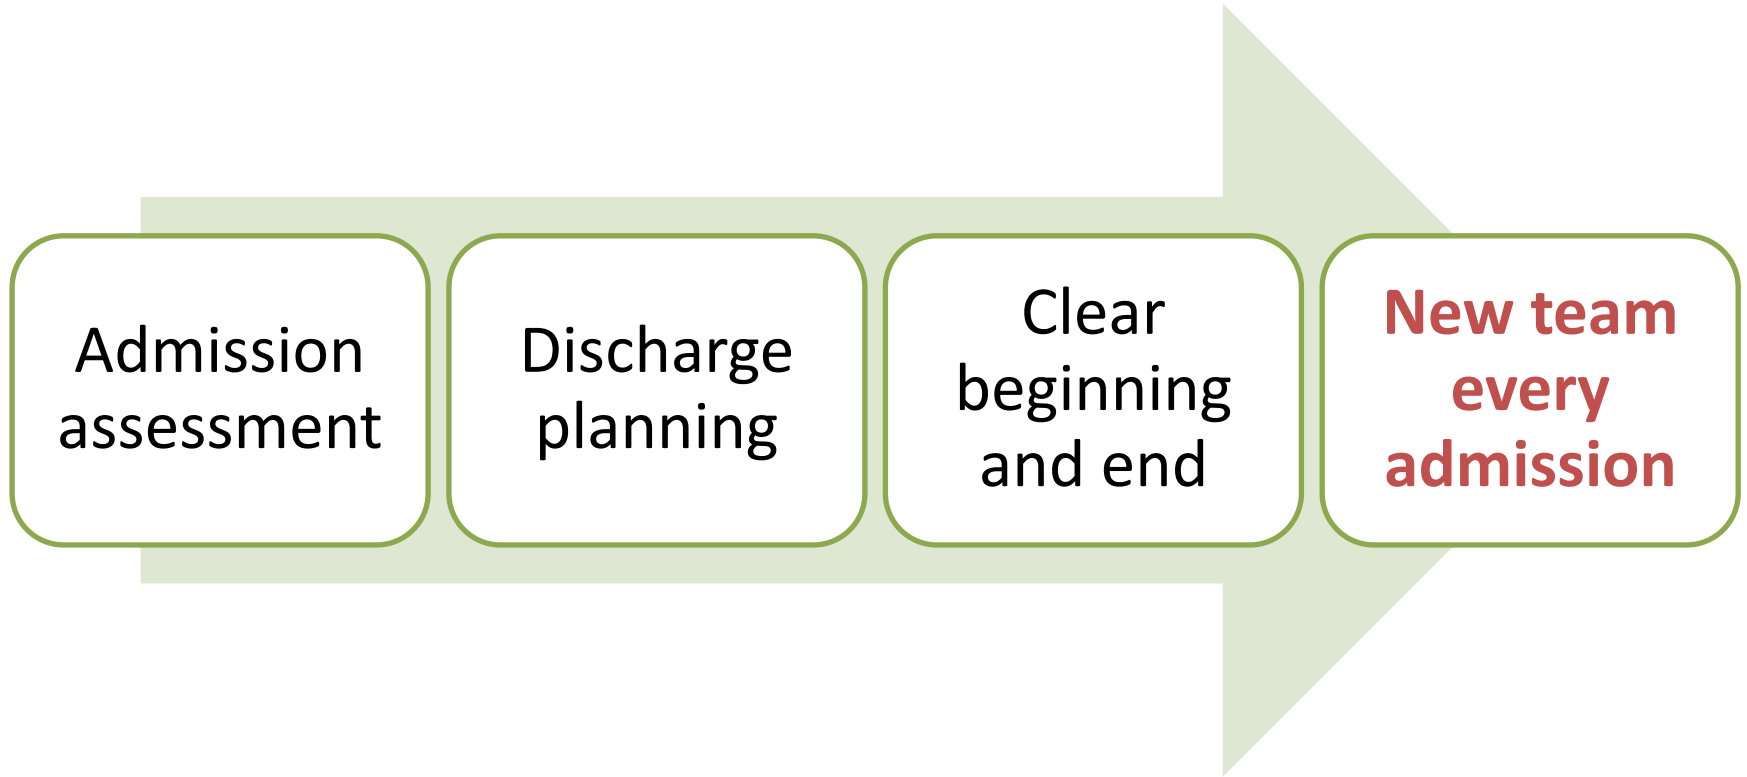 Admission
assessment
Discharge
planning
Clear
beginning
and end
New team
every
admission